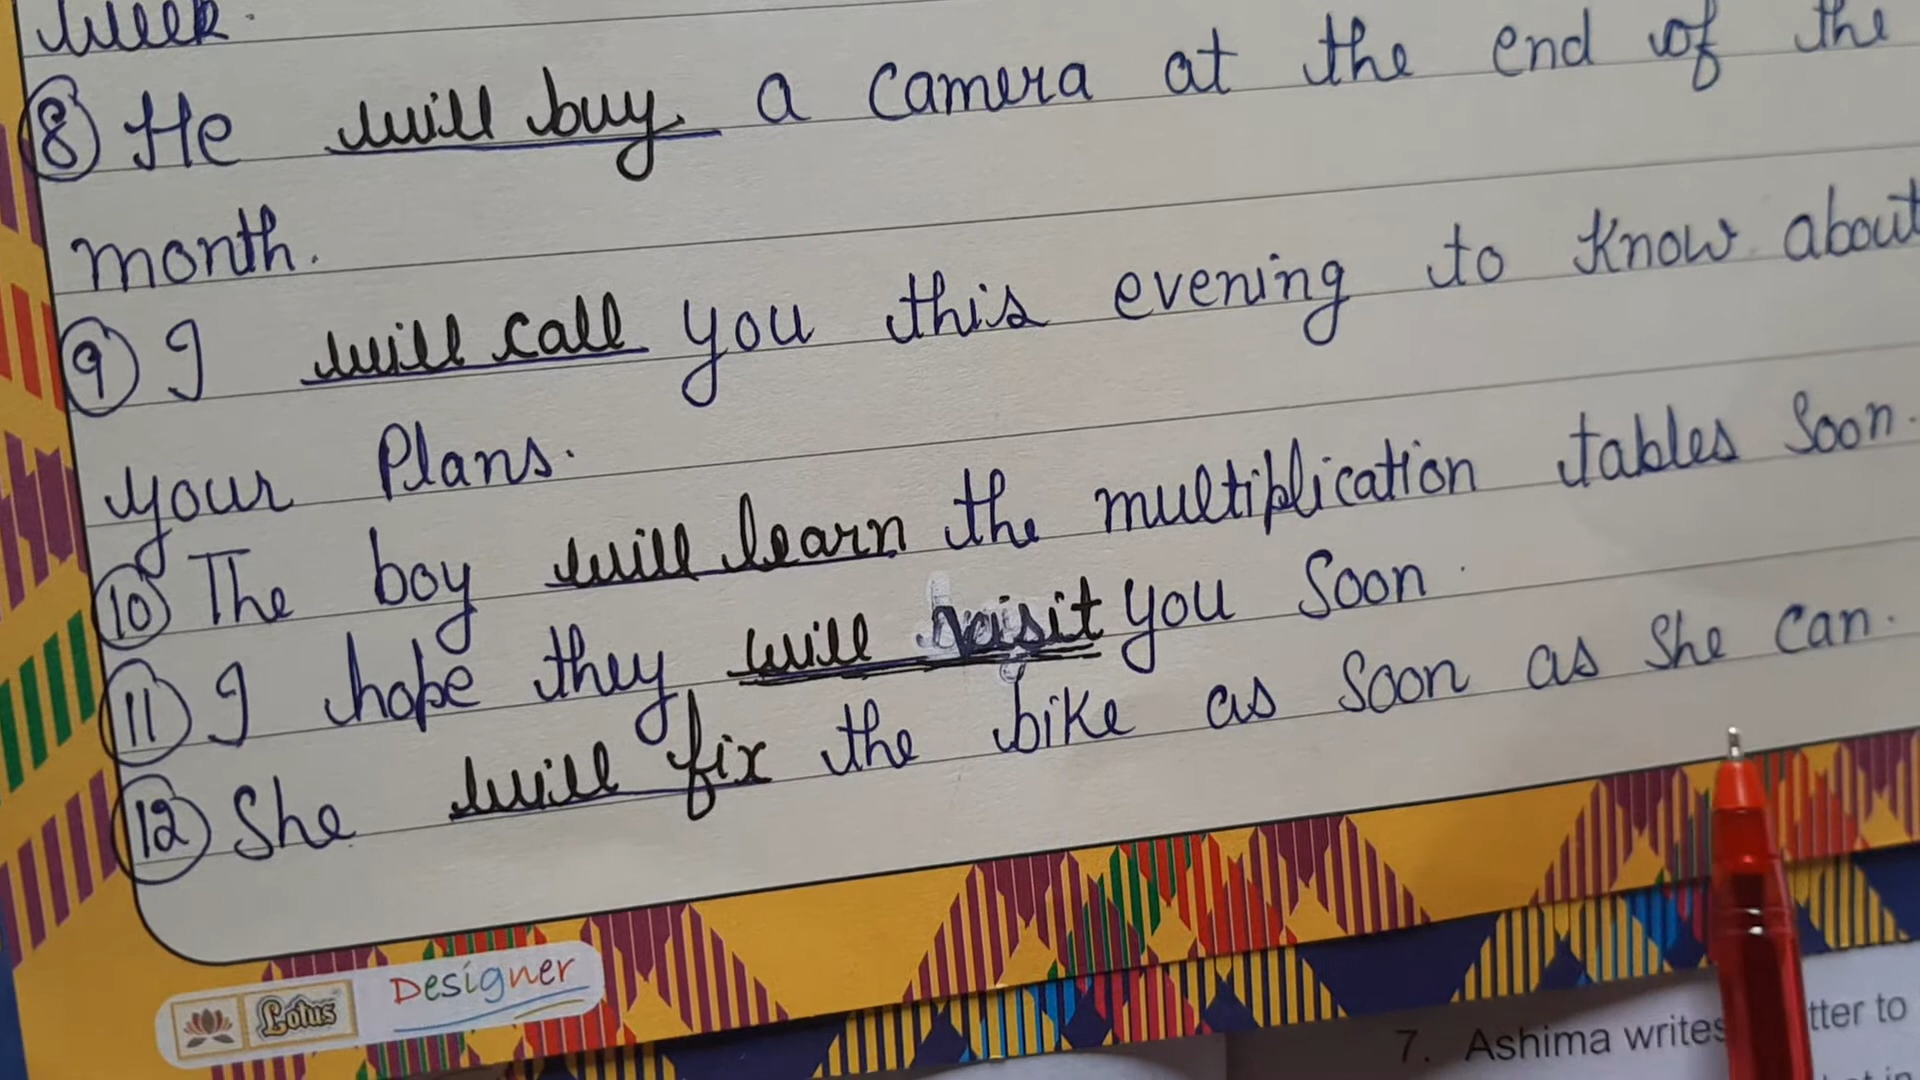 week.
8 He will buy a camera at the end of the
month.
9 I will call you this evening to know about
your Plans.
10 The boy will learn the multiplication tables soon.
11 I hope they will visit you soon.
12 She will fix the bike as soon as she can.
Lotus Designer
7. Ashima writes tter to